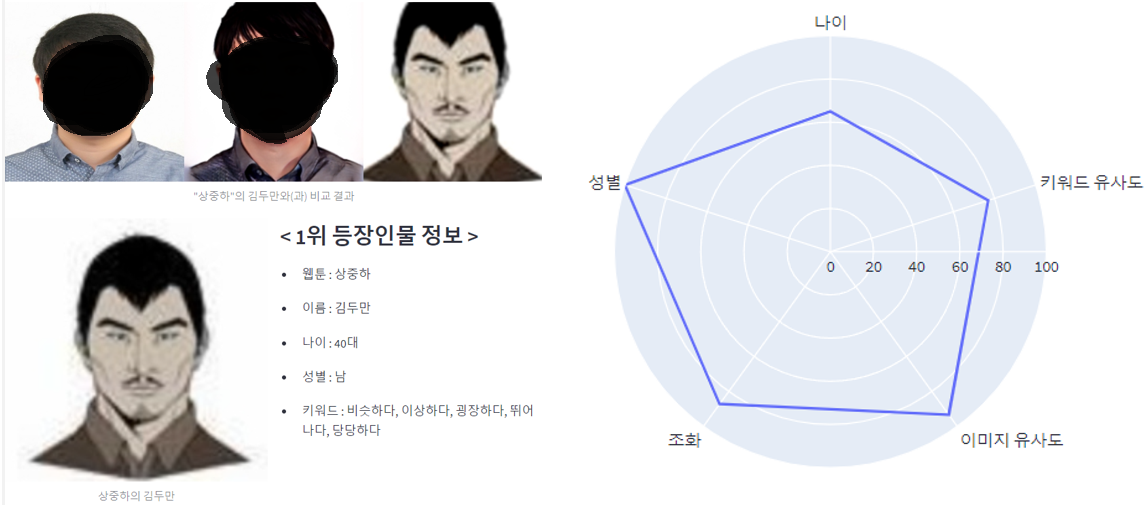 "상중하"의 김두만와(과) 비교 결과
< 1위 등장인물 정보 >
웹툰 : 상중하
이름 : 김두만
나이 : 40대
성별 : 남
키워드 : 비슷하다, 이상하다, 굉장하다, 뛰어
나다, 당당하다
상중하의 김두만
나이
성별
키워드 유사도
0 20 40 60 80 100
조화
이미지 유사도